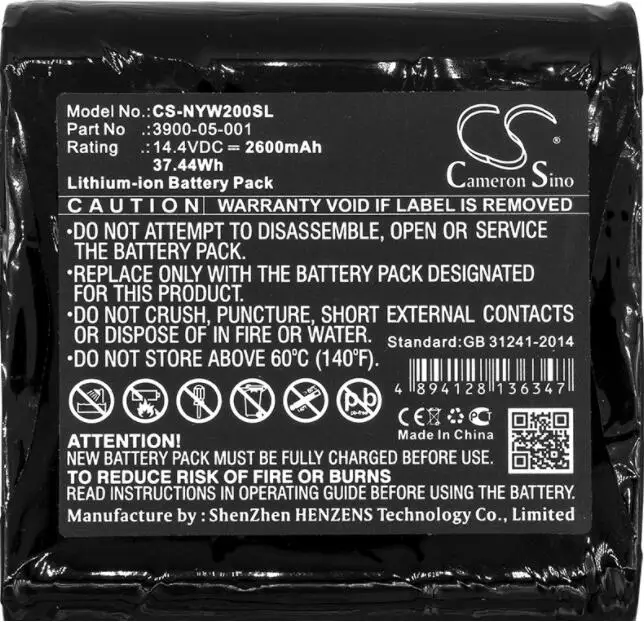 Model No.:CS-NYW200SL
Part No .:3900-05-001
Rating .:14.4VDC ⎓ 2600mAh
37.44Wh
Lithium-ion Battery Pack
CS
®
Cameron Sino
CAUTION WARRANTY VOID IF LABEL IS REMOVED
•DO NOT ATTEMPT TO DISASSEMBLE, OPEN OR SERVICE
THE BATTERY PACK.
•REPLACE ONLY WITH THE BATTERY PACK DESIGNATED
FOR THIS PRODUCT.
•DO NOT CRUSH, PUNCTURE, SHORT EXTERNAL CONTACTS
OR DISPOSE OF IN FIRE OR WATER.
Standard:GB 31241-2014
•DO NOT STORE ABOVE 60°C (140°F).
4 894128 136347
Pb
pb-free
CE
Made In China
ATTENTION!
NEW BATTERY PACK MUST BE FULLY CHARGED BEFORE USE.
TO REDUCE RISK OF FIRE OR BURNS
READ INSTRUCTIONS IN OPERATING GUIDE BEFORE USING THE BATTERY.
Manufacture by : ShenZhen HENZENS Technology Co., Limited